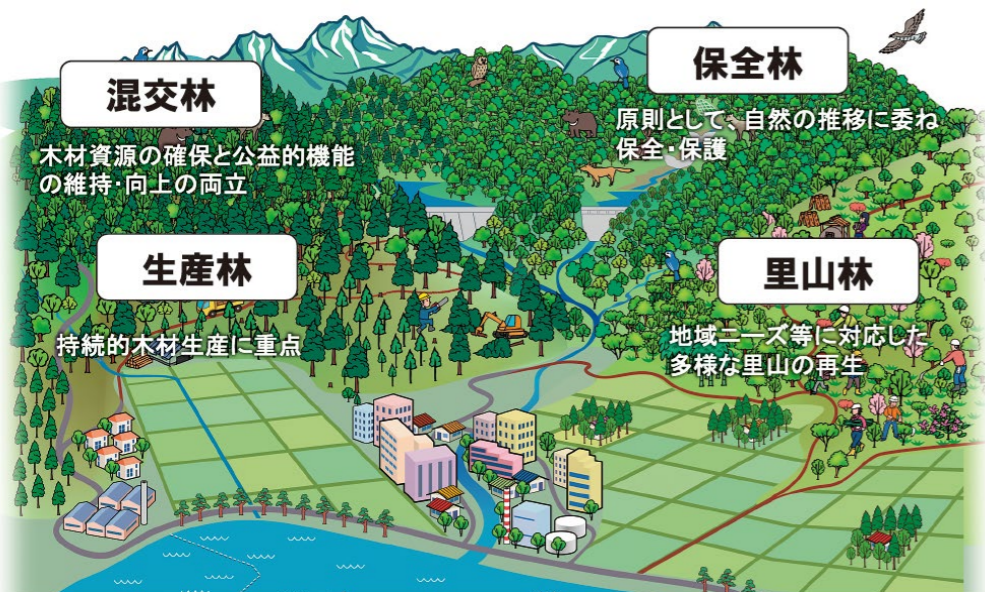 混交林
木材資源の確保と公益的機能
の維持・向上の両立
保全林
原則として、自然の推移に委ね
保全・保護
生産林
持続的木材生産に重点
里山林
地域ニーズ等に対応した
多様な里山の再生